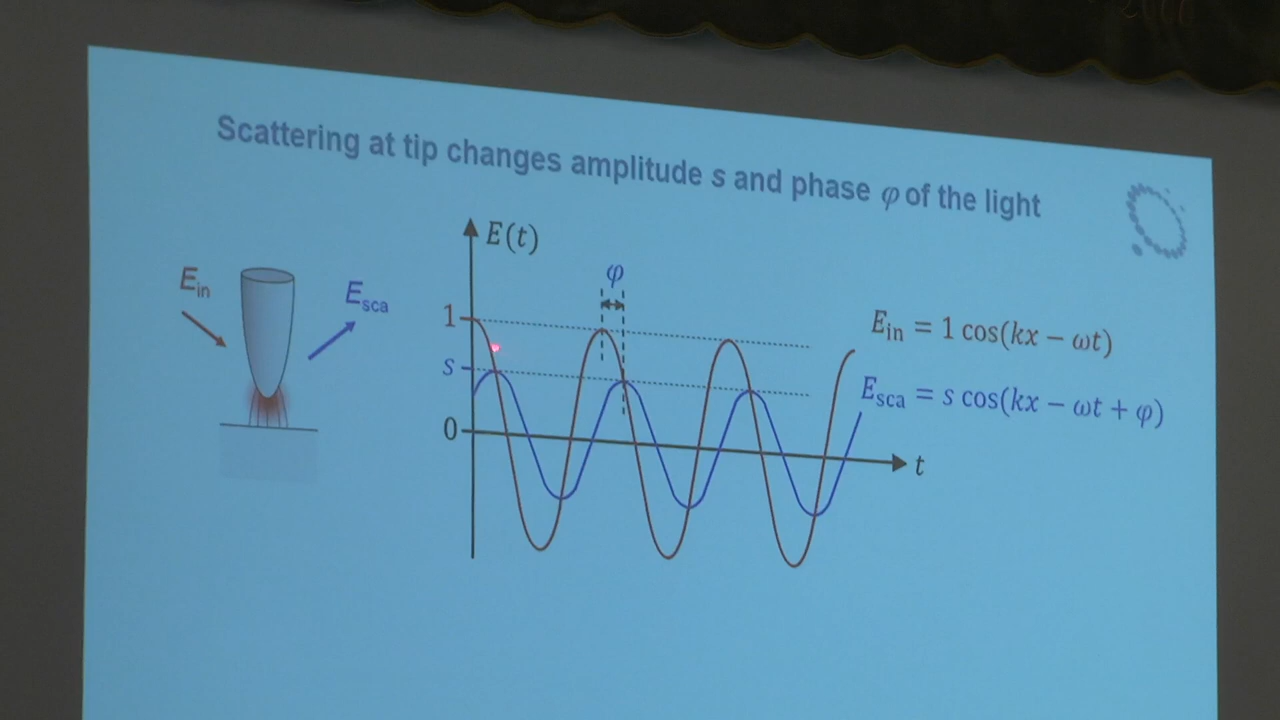 Scattering at tip changes amplitude s and phase φ of the light
E(t)
φ
E_in
E_sca
1
s
0
t
E_in = 1 cos(kx − ωt)
E_sca = s cos(kx − ωt + φ)